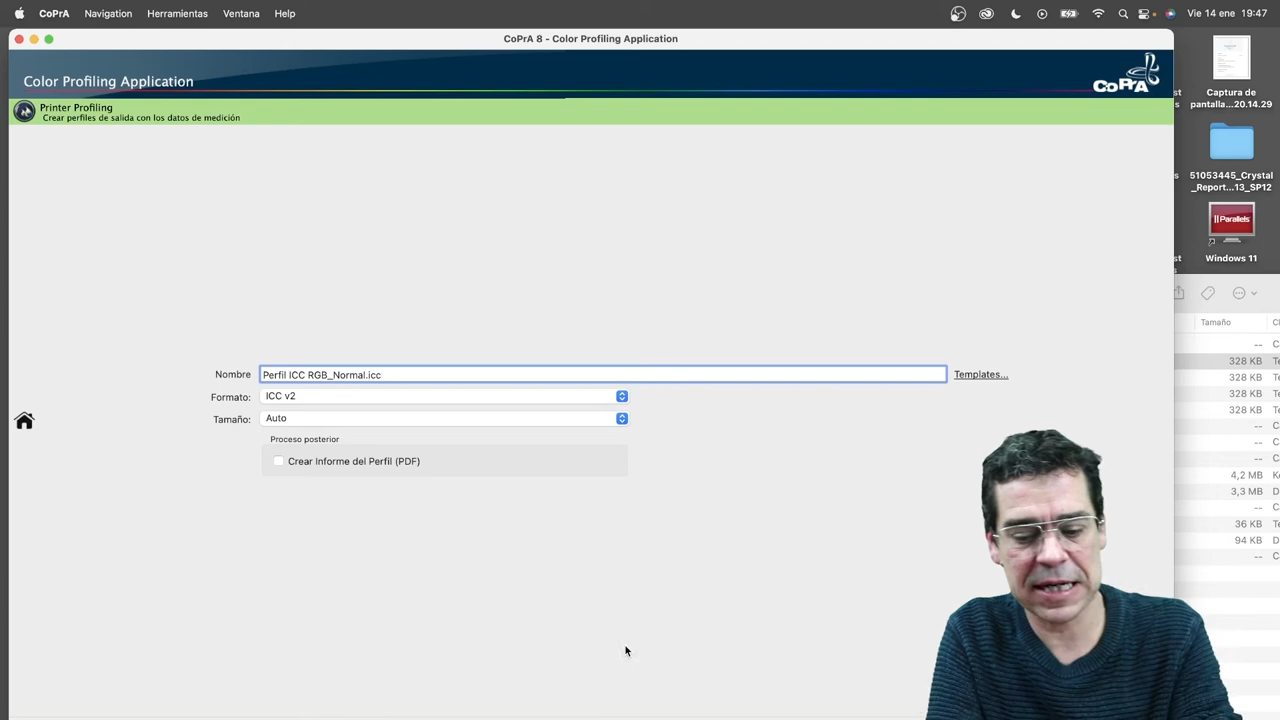 CoPrA Navigation Herramientas Ventana Help
Vie 14 ene 19:47
CoPrA 8 - Color Profiling Application
Color Profiling Application
CoPrA
Printer Profiling
Crear perfiles de salida con los datos de medición
Nombre Perfil ICC RGB_Normal.icc Templates...
Formato: ICC v2
Tamaño: Auto
Proceso posterior
Crear Informe del Perfil (PDF)
Captura de
pantalla...20.14.29
51053445_Crystal
_Report...13_SP12
Parallels
Windows 11
Tamaño
328 KB
328 KB
328 KB
328 KB
4,2 MB
3,3 MB
36 KB
94 KB